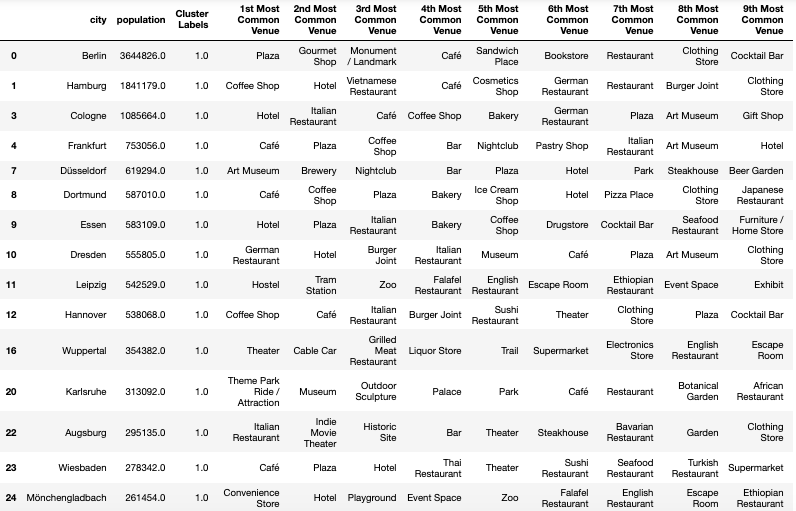 city population Cluster Labels 1st Most Common Venue 2nd Most Common Venue 3rd Most Common Venue 4th Most Common Venue 5th Most Common Venue 6th Most Common Venue 7th Most Common Venue 8th Most Common Venue 9th Most Common Venue
0 Berlin 3644826.0 1.0 Plaza Gourmet Shop Monument / Landmark Café Sandwich Place Bookstore Restaurant Clothing Store Cocktail Bar
1 Hamburg 1841179.0 1.0 Coffee Shop Hotel Vietnamese Restaurant Café Cosmetics Shop German Restaurant Restaurant Burger Joint Clothing Store
3 Cologne 1085664.0 1.0 Hotel Italian Restaurant Café Coffee Shop Bakery German Restaurant Plaza Art Museum Gift Shop
4 Frankfurt 753056.0 1.0 Café Plaza Coffee Shop Bar Nightclub Pastry Shop Italian Restaurant Art Museum Hotel
7 Düsseldorf 619294.0 1.0 Art Museum Brewery Nightclub Bar Plaza Hotel Park Steakhouse Beer Garden
8 Dortmund 587010.0 1.0 Café Coffee Shop Plaza Bakery Ice Cream Shop Hotel Pizza Place Clothing Store Japanese Restaurant
9 Essen 583109.0 1.0 Hotel Plaza Italian Restaurant Bakery Coffee Shop Drugstore Cocktail Bar Seafood Restaurant Furniture / Home Store
10 Dresden 555805.0 1.0 German Restaurant Hotel Burger Joint Italian Restaurant Museum Café Plaza Art Museum Clothing Store
11 Leipzig 542529.0 1.0 Hostel Tram Station Zoo Falafel Restaurant English Restaurant Escape Room Ethiopian Restaurant Event Space Exhibit
12 Hannover 538068.0 1.0 Coffee Shop Café Italian Restaurant Burger Joint Sushi Restaurant Theater Clothing Store Plaza Cocktail Bar
16 Wuppertal 354382.0 1.0 Theater Cable Car Grilled Meat Restaurant Liquor Store Trail Supermarket Electronics Store English Restaurant Escape Room
20 Karlsruhe 313092.0 1.0 Theme Park Ride / Attraction Museum Outdoor Sculpture Palace Park Café Restaurant Botanical Garden African Restaurant
22 Augsburg 295135.0 1.0 Italian Restaurant Indie Movie Theater Historic Site Bar Theater Steakhouse Bavarian Restaurant Garden Clothing Store
23 Wiesbaden 278342.0 1.0 Café Plaza Hotel Thai Restaurant Theater Sushi Restaurant Seafood Restaurant Turkish Restaurant Supermarket
24 Mönchengladbach 261454.0 1.0 Convenience Store Hotel Playground Event Space Zoo Falafel Restaurant English Restaurant Escape Room Ethiopian Restaurant